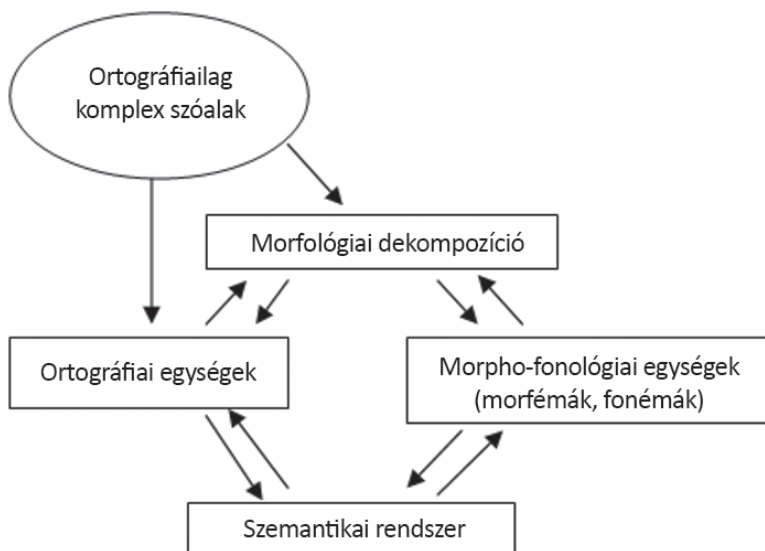 Ortográfiailag
komplex szóalak
Morfológiai dekompozíció
Ortográfiai egységek
Morpho-fonológiai egységek
(morfémák, fonémák)
Szemantikai rendszer